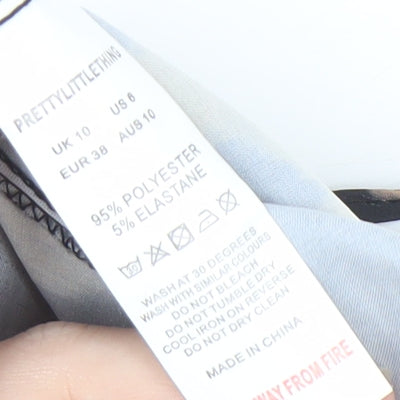 PRETTYLITTLETHING
UK 10 US 6
EUR 38 AUS 10
95% POLYESTER
5% ELASTANE
WASH AT 30 DEGREES
WASH WITH SIMILAR COLOURS
DO NOT BLEACH
DO NOT TUMBLE DRY
COOL IRON ON REVERSE
DO NOT DRY CLEAN
MADE IN CHINA
WAY FROM FIRE